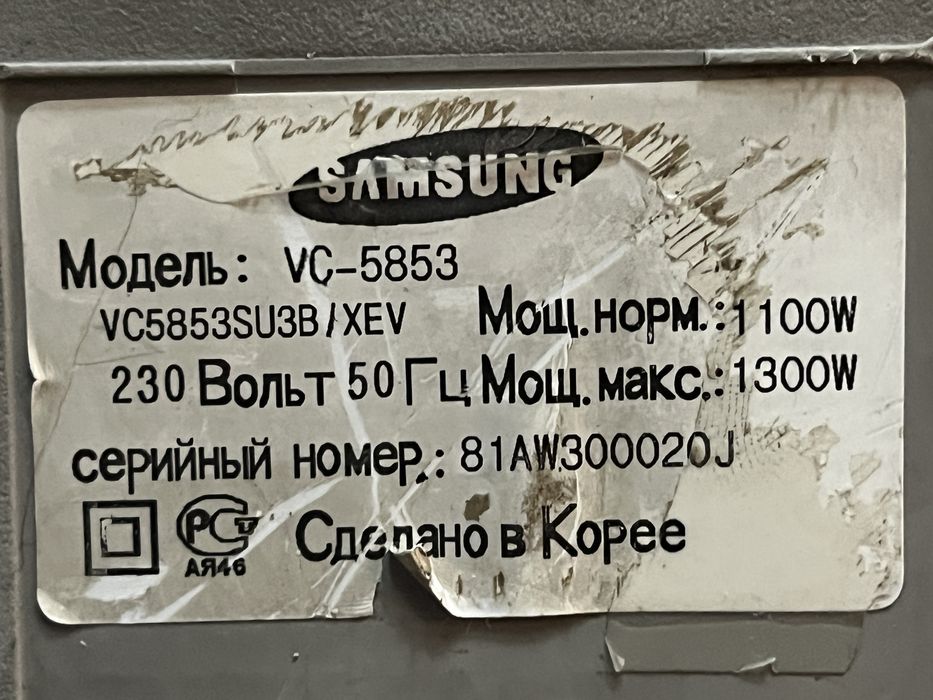 SAMSUNG
Модель: VC-5853
VC5853SU3B/XEV Мощ.норм.:1100W
230 Вольт 50 Гц Мощ.макс.:1300W
серийный номер.: 81AW300020J
РСТ Сделано в Корее
АЯ46